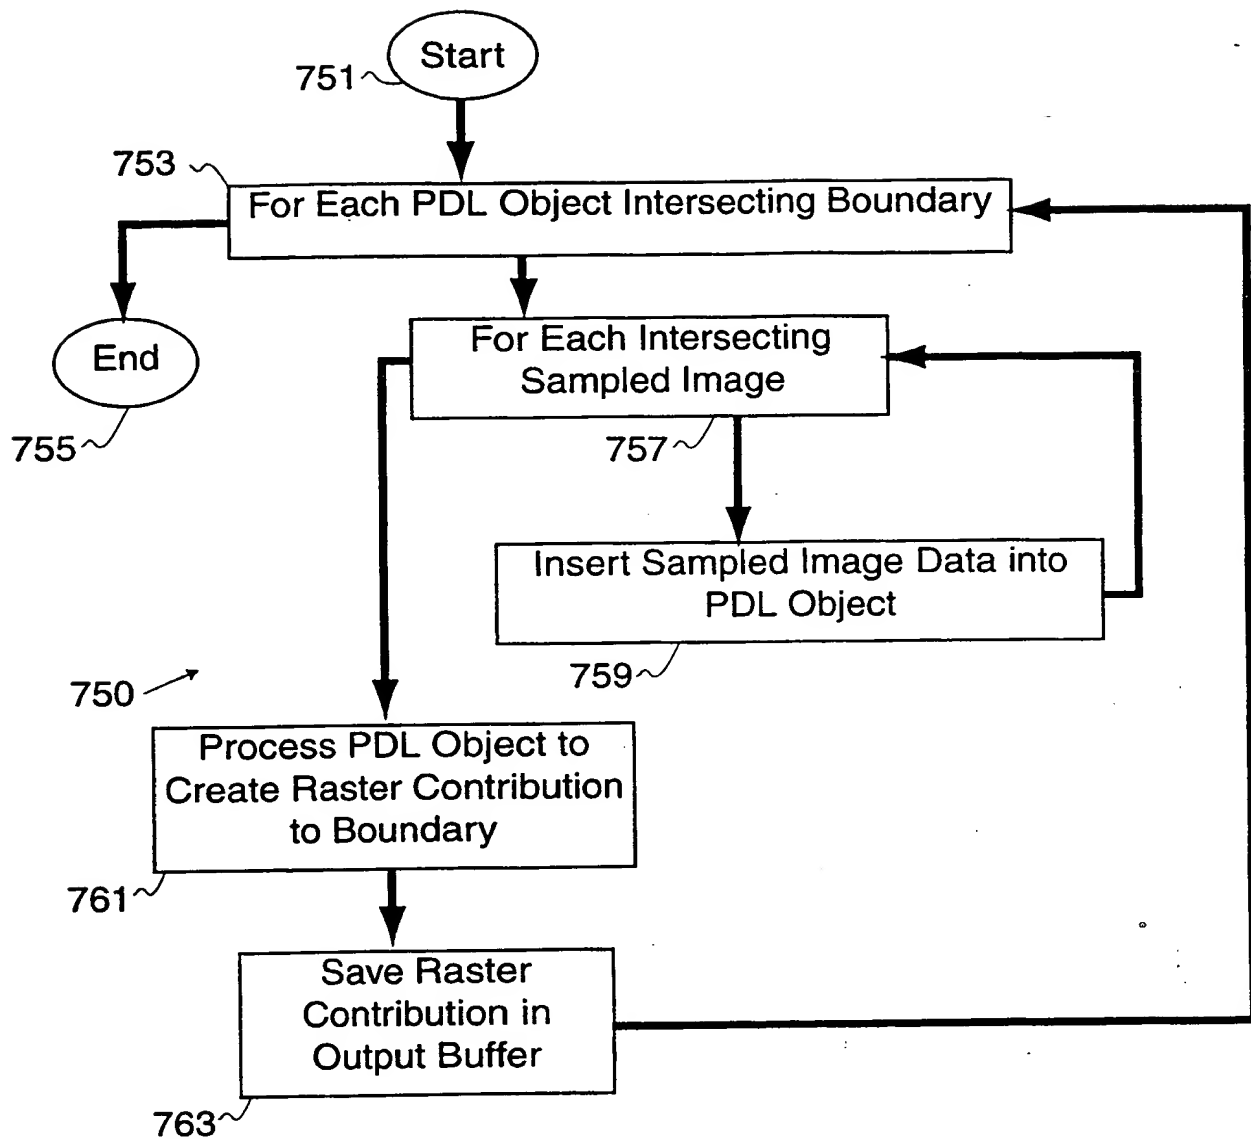 Start
751
753
For Each PDL Object Intersecting Boundary
End
755
For Each Intersecting
Sampled Image
757
Insert Sampled Image Data into
PDL Object
759
750
Process PDL Object to
Create Raster Contribution
to Boundary
761
Save Raster
Contribution in
Output Buffer
763